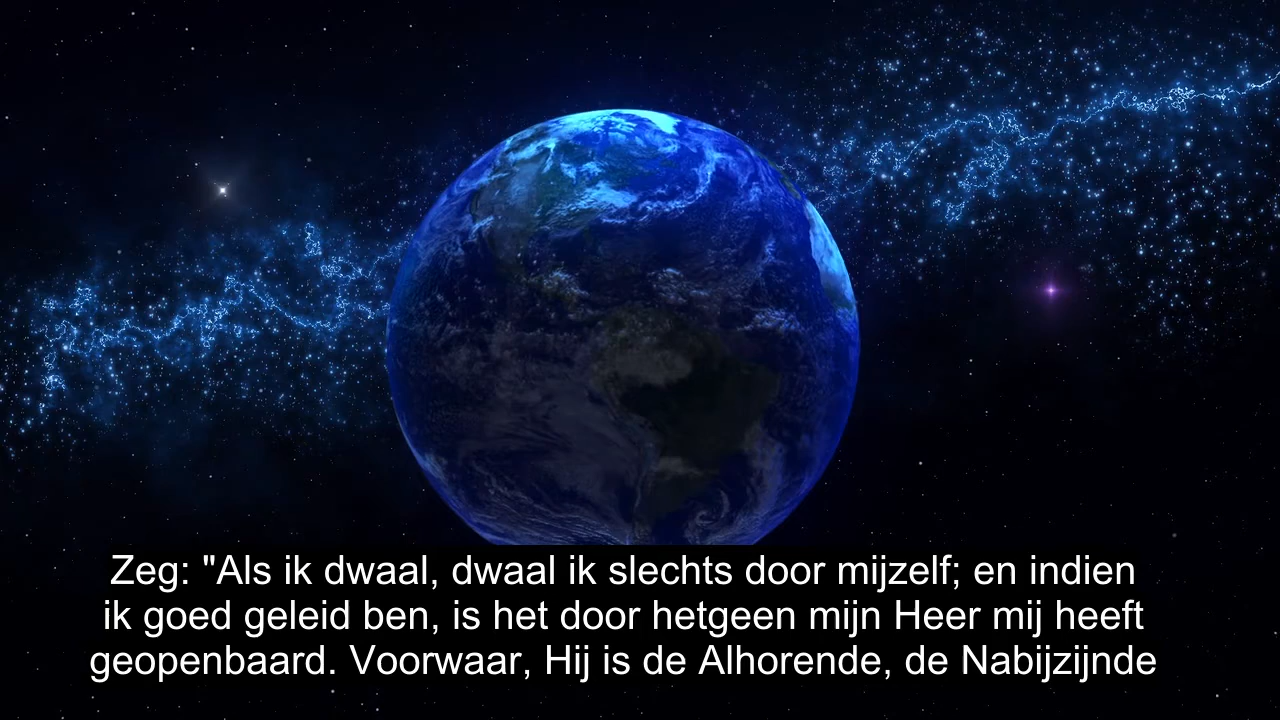 Zeg: "Als ik dwaal, dwaal ik slechts door mijzelf; en indien
ik goed geleid ben, is het door hetgeen mijn Heer mij heeft
geopenbaard. Voorwaar, Hij is de Alhorende, de Nabijzijnde